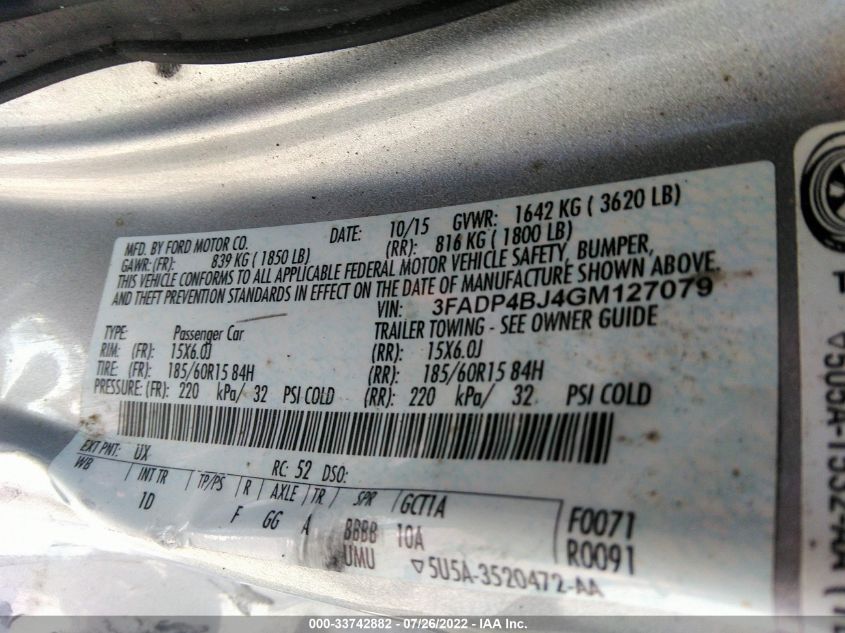 MFD. BY FORD MOTOR CO. DATE: 10/15 GVWR: 1642 KG ( 3620 LB)
GAWR: (FR): 839 KG ( 1850 LB) (RR): 816 KG ( 1800 LB)
THIS VEHICLE CONFORMS TO ALL APPLICABLE FEDERAL MOTOR VEHICLE SAFETY, BUMPER,
AND THEFT PREVENTION STANDARDS IN EFFECT ON THE DATE OF MANUFACTURE SHOWN ABOVE.
VIN: 3FADP4BJ4GM127079
TYPE: Passenger Car TRAILER TOWING - SEE OWNER GUIDE
RIM: (FR): 15X6.0J (RR): 15X6.0J
TIRE: (FR): 185/60R15 84H (RR): 185/60R15 84H
PRESSURE: (FR): 220 kPa/ 32 PSI COLD (RR): 220 kPa/ 32 PSI COLD
EXT PNT: UX RC: 52 DSO:
WB INT TR TP/PS R AXLE TR SPR GCT1A F0071
1D F GG A BBBB 10A R0091
UMU ▽5U5A-3520472-AA
000-33742882 - 07/26/2022 - IAA Inc.